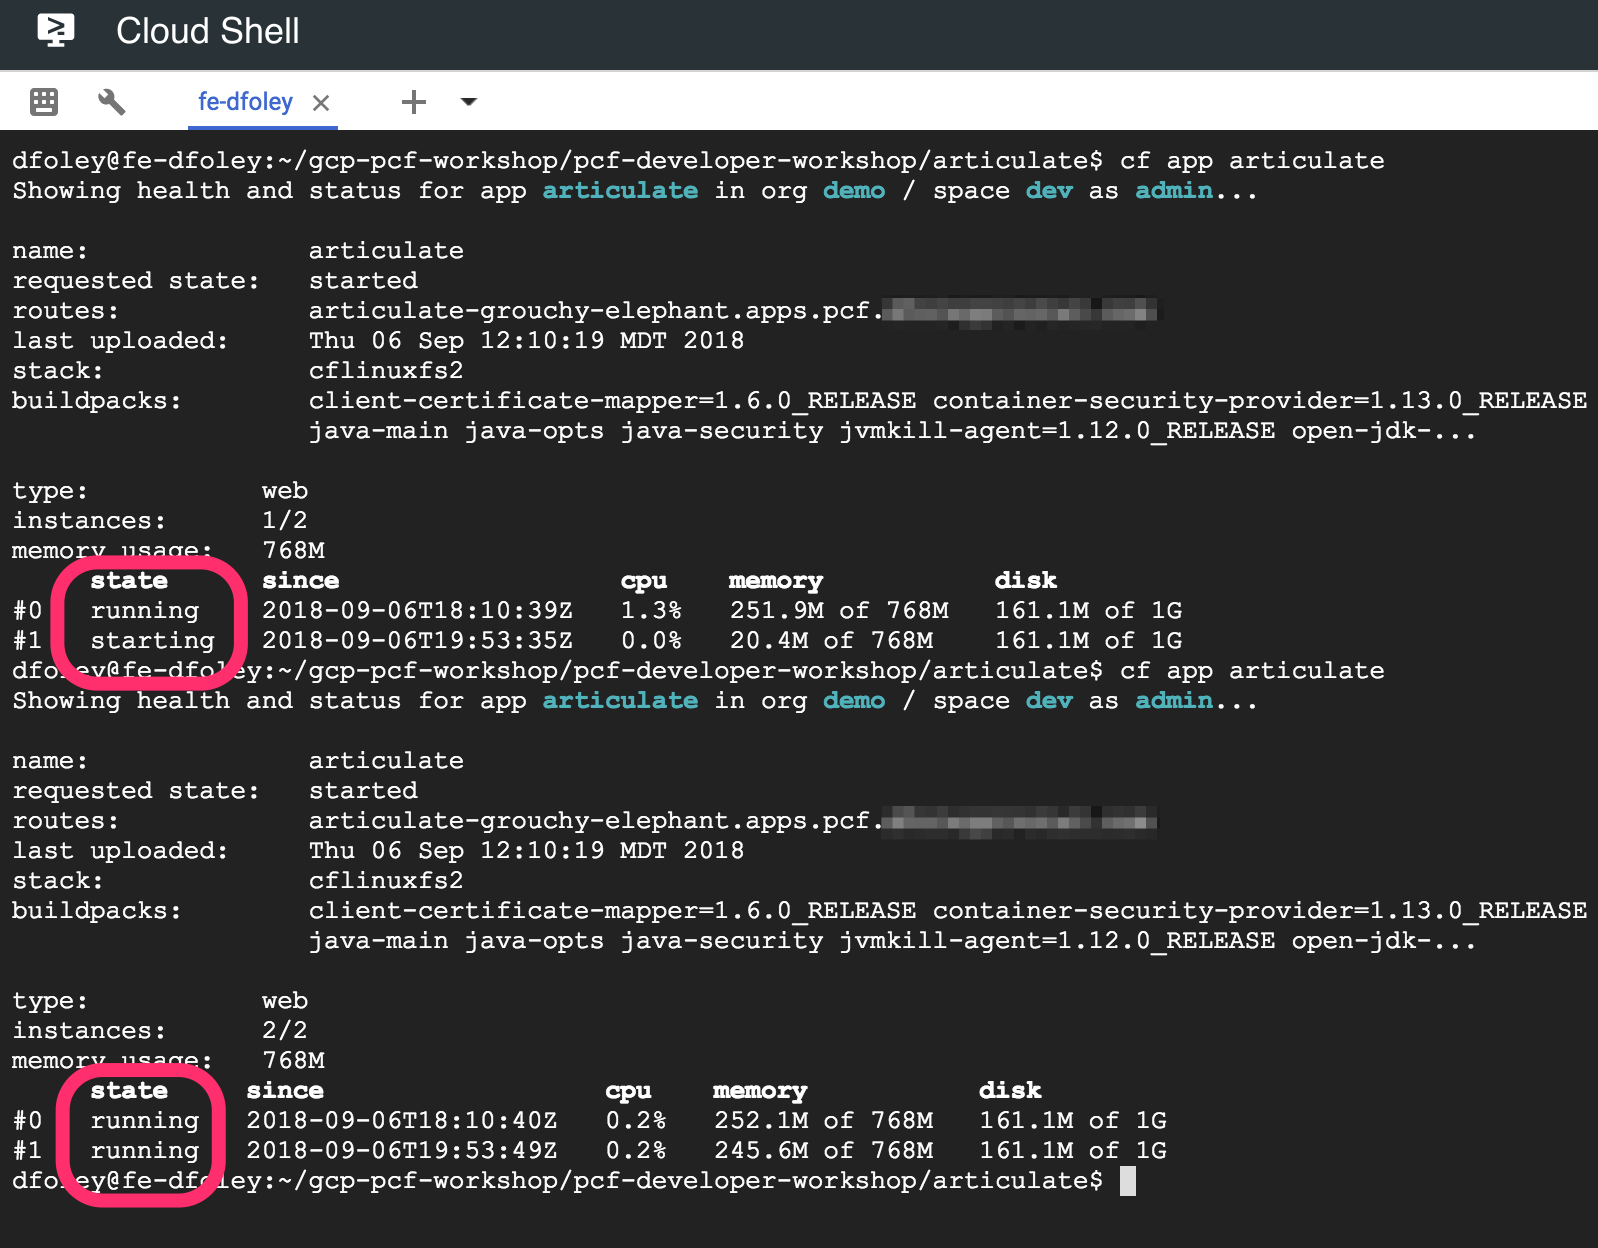 Cloud Shell
fe-dfoley
dfoley@fe-dfoley:~/gcp-pcf-workshop/pcf-developer-workshop/articulate$ cf app articulate
Showing health and status for app articulate in org demo / space dev as admin...
name: articulate
requested state: started
routes: articulate-grouchy-elephant.apps.pcf.
last uploaded: Thu 06 Sep 12:10:19 MDT 2018
stack: cflinuxfs2
buildpacks: client-certificate-mapper=1.6.0_RELEASE container-security-provider=1.13.0_RELEASE
java-main java-opts java-security jvmkill-agent=1.12.0_RELEASE open-jdk-...
type: web
instances: 1/2
memory usage: 768M
state since cpu memory disk
#0 running 2018-09-06T18:10:39Z 1.3% 251.9M of 768M 161.1M of 1G
#1 starting 2018-09-06T19:53:35Z 0.0% 20.4M of 768M 161.1M of 1G
dfoley@fe-dfoley:~/gcp-pcf-workshop/pcf-developer-workshop/articulate$ cf app articulate
Showing health and status for app articulate in org demo / space dev as admin...
name: articulate
requested state: started
routes: articulate-grouchy-elephant.apps.pcf.
last uploaded: Thu 06 Sep 12:10:19 MDT 2018
stack: cflinuxfs2
buildpacks: client-certificate-mapper=1.6.0_RELEASE container-security-provider=1.13.0_RELEASE
java-main java-opts java-security jvmkill-agent=1.12.0_RELEASE open-jdk-...
type: web
instances: 2/2
memory usage: 768M
state since cpu memory disk
#0 running 2018-09-06T18:10:40Z 0.2% 252.1M of 768M 161.1M of 1G
#1 running 2018-09-06T19:53:49Z 0.2% 245.6M of 768M 161.1M of 1G
dfoley@fe-dfoley:~/gcp-pcf-workshop/pcf-developer-workshop/articulate$